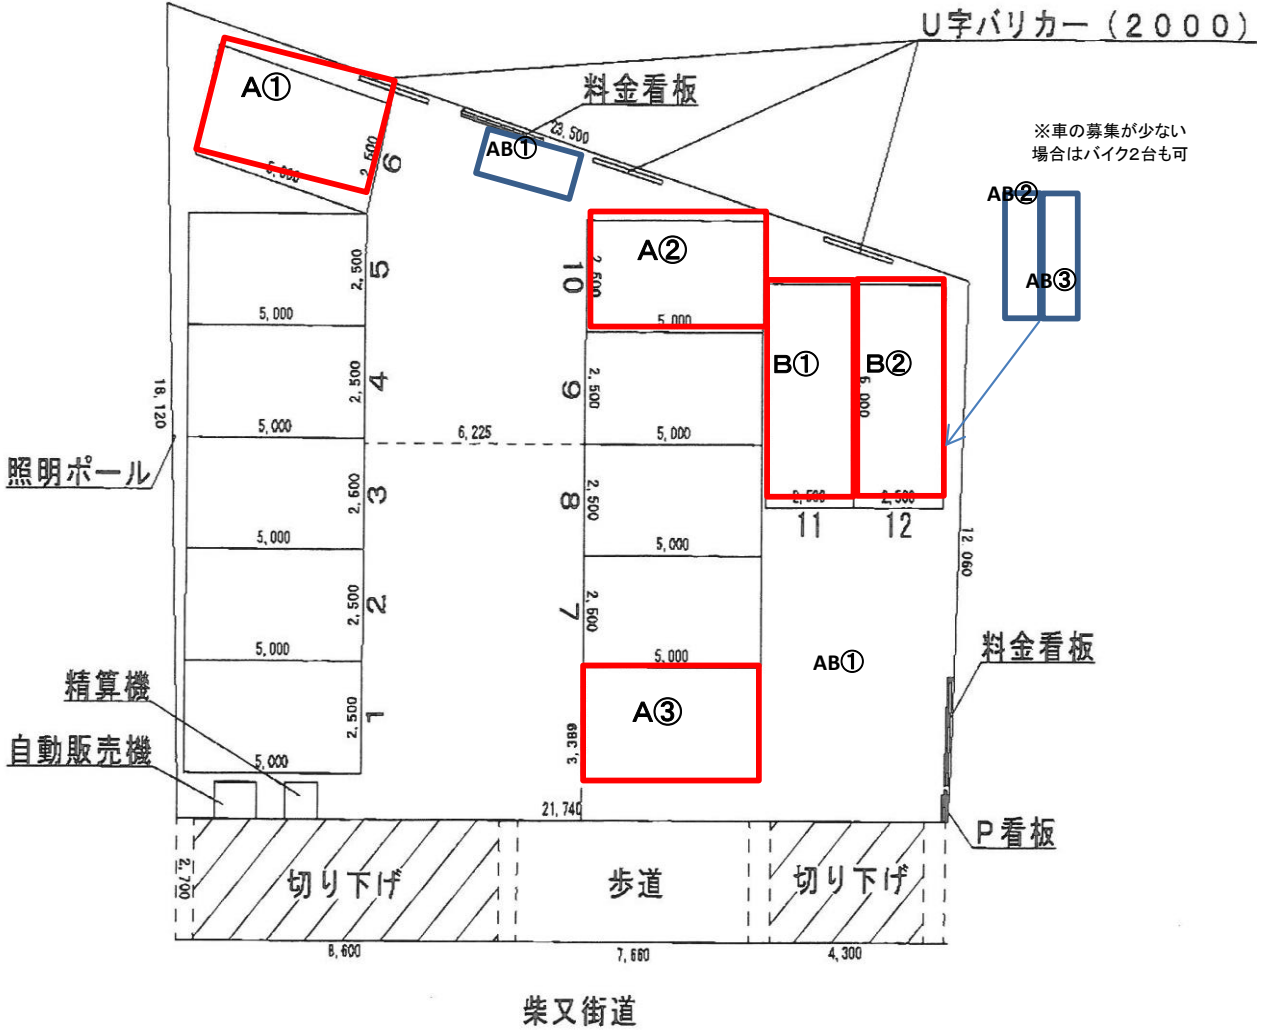 U字バリカー(2000)
料金看板
23,500
※車の募集が少ない
場合はバイク2台も可
A①
AB①
AB②
AB③
6
2,500
5,000
A②
10
2,500
5,000
5
2,500
5,000
B①
B②
5,000
4
2,500
5,000
9
2,500
5,000
16,120
6,225
照明ポール
3
2,500
5,000
8
2,500
5,000
2,500
2,500
11
12
12,060
2
2,500
5,000
7
2,500
5,000
AB①
料金看板
精算機
自動販売機
1
2,500
5,000
A③
3,389
21,740
P看板
2,700
切り下げ
歩道
切り下げ
8,600
7,660
4,300
柴又街道